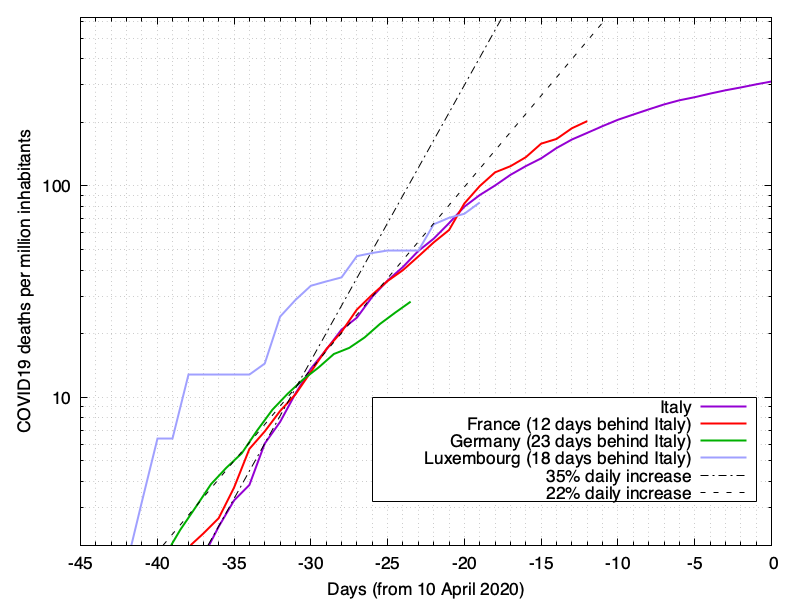 COVID19 deaths per million inhabitants
100
10
Italy
France (12 days behind Italy)
Germany (23 days behind Italy)
Luxembourg (18 days behind Italy)
35% daily increase
22% daily increase
-45 -40 -35 -30 -25 -20 -15 -10 -5 0
Days (from 10 April 2020)